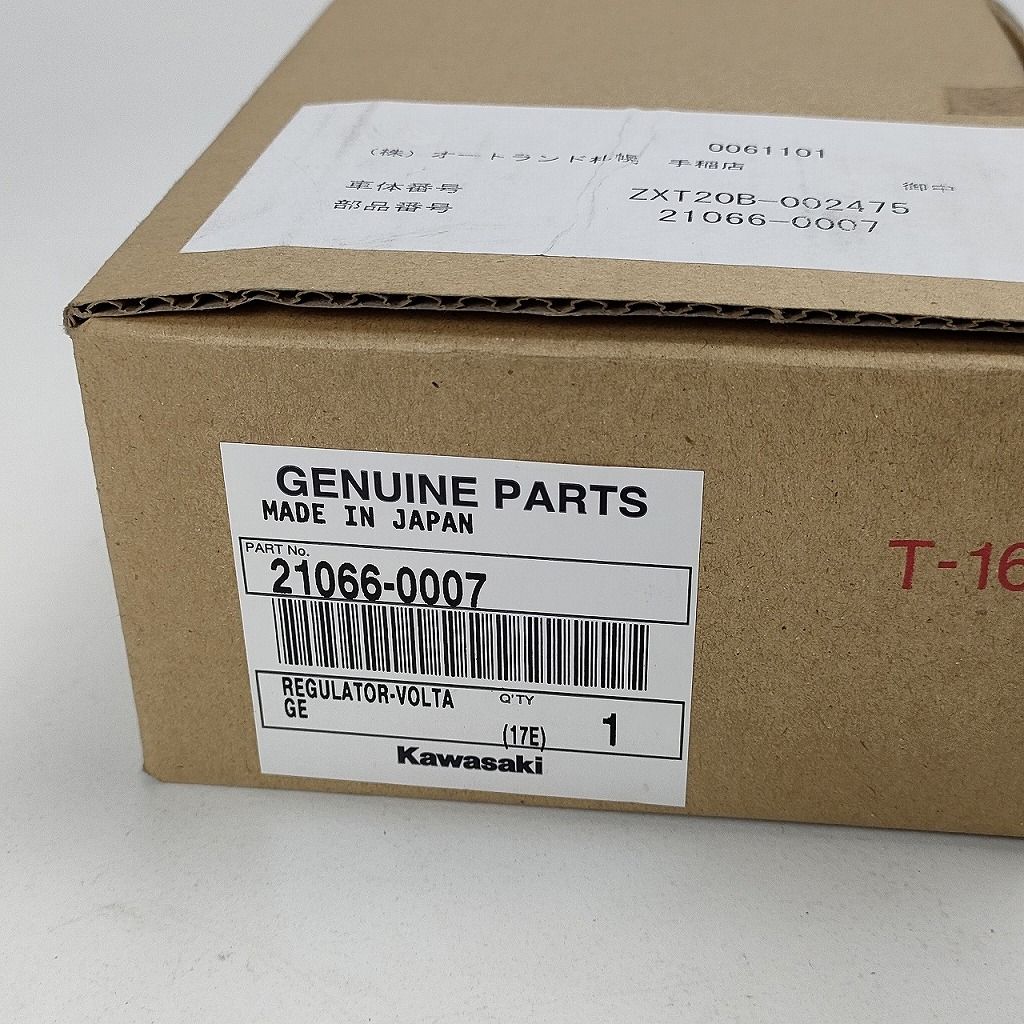 0061101
（株）オートランド札幌 手稲店
御中
車体番号 ZXT20B-002475
部品番号 21066-0007
GENUINE PARTS
MADE IN JAPAN
PART No.
21066-0007
REGULATOR-VOLTA Q'TY
GE (17E) 1
Kawasaki
T-16